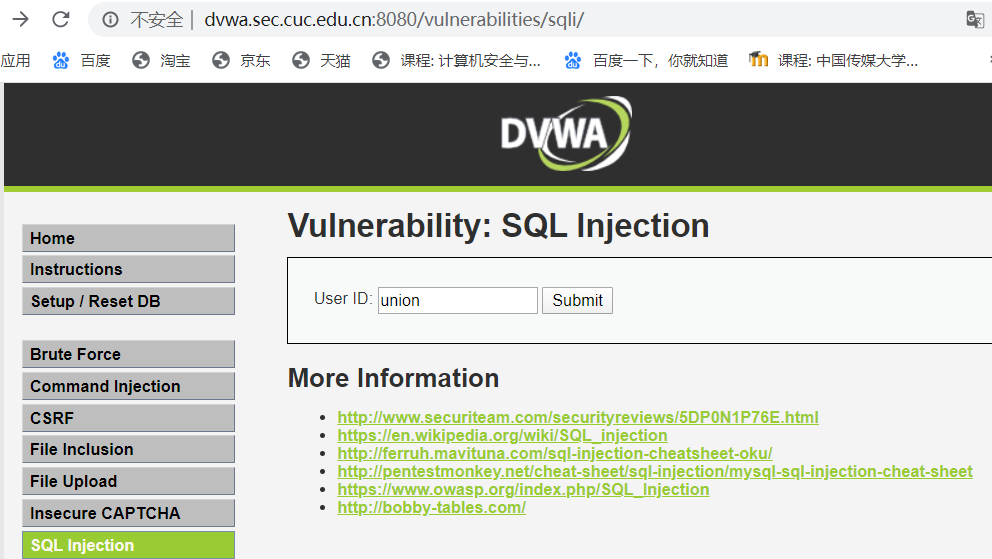 不安全 | dvwa.sec.cuc.edu.cn:8080/vulnerabilities/sqli/
应用 百度 淘宝 京东 天猫 课程: 计算机安全与... 百度一下，你就知道 课程: 中国传媒大学...
DVWA
Vulnerability: SQL Injection
Home
Instructions
Setup / Reset DB
User ID: union Submit
Brute Force
Command Injection
CSRF
File Inclusion
File Upload
Insecure CAPTCHA
SQL Injection
More Information
http://www.securiteam.com/securityreviews/5DP0N1P76E.html
https://en.wikipedia.org/wiki/SQL_injection
http://ferruh.mavituna.com/sql-injection-cheatsheet-oku/
http://pentestmonkey.net/cheat-sheet/sql-injection/mysql-sql-injection-cheat-sheet
https://www.owasp.org/index.php/SQL_Injection
http://bobby-tables.com/